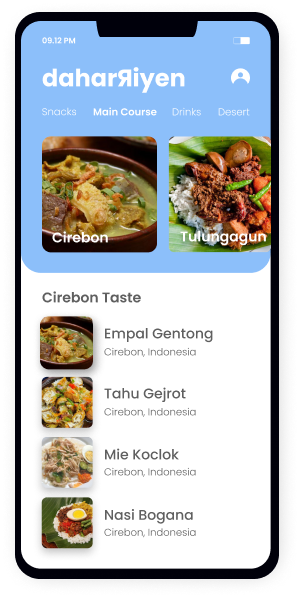 09.12 PM
daharЯiyen
Snacks Main Course Drinks Desert
Cirebon Tulungagun
Cirebon Taste
Empal Gentong
Cirebon, Indonesia
Tahu Gejrot
Cirebon, Indonesia
Mie Koclok
Cirebon, Indonesia
Nasi Bogana
Cirebon, Indonesia